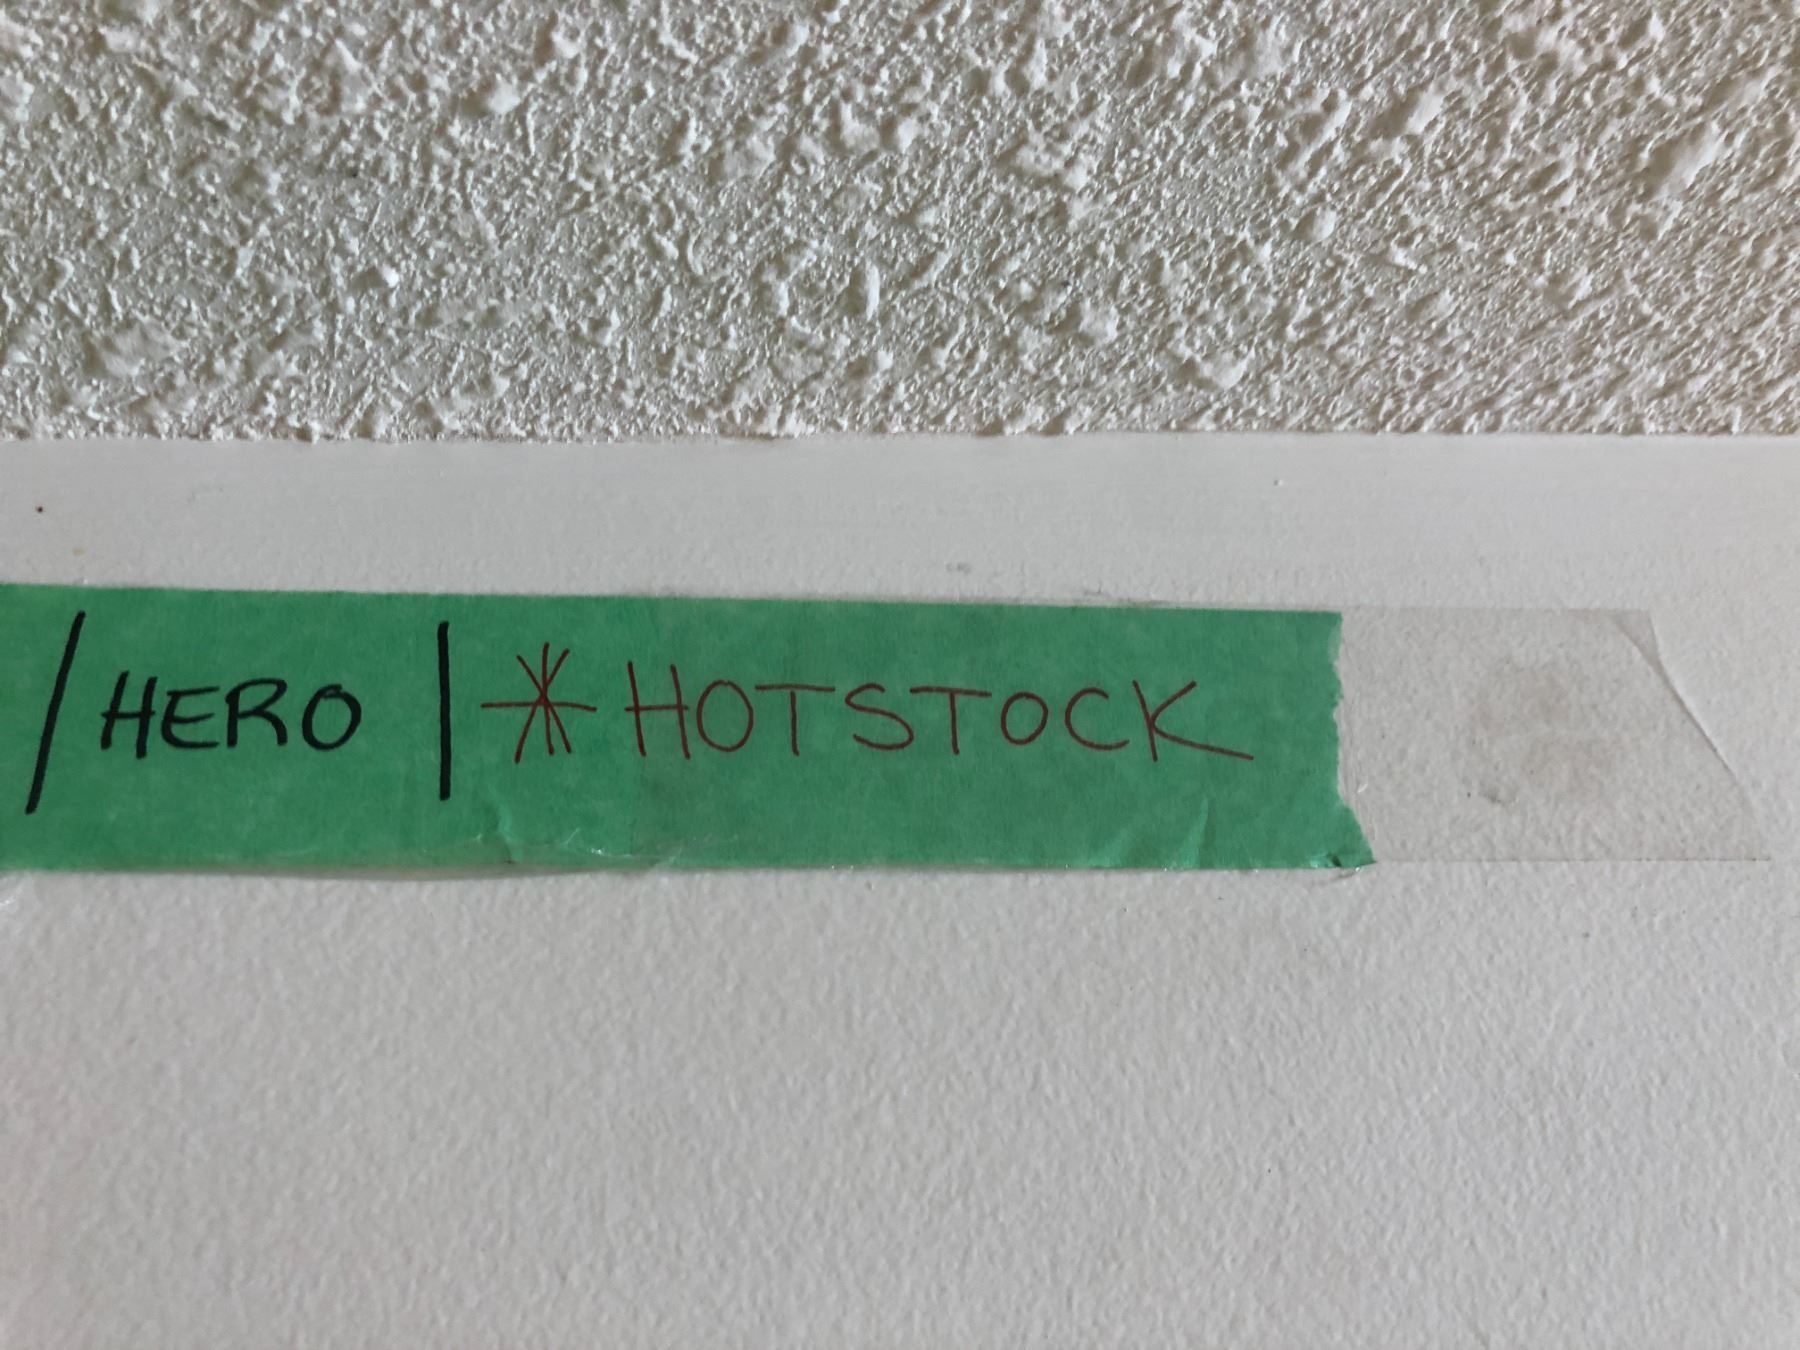 / HERO | * HOTSTOCK